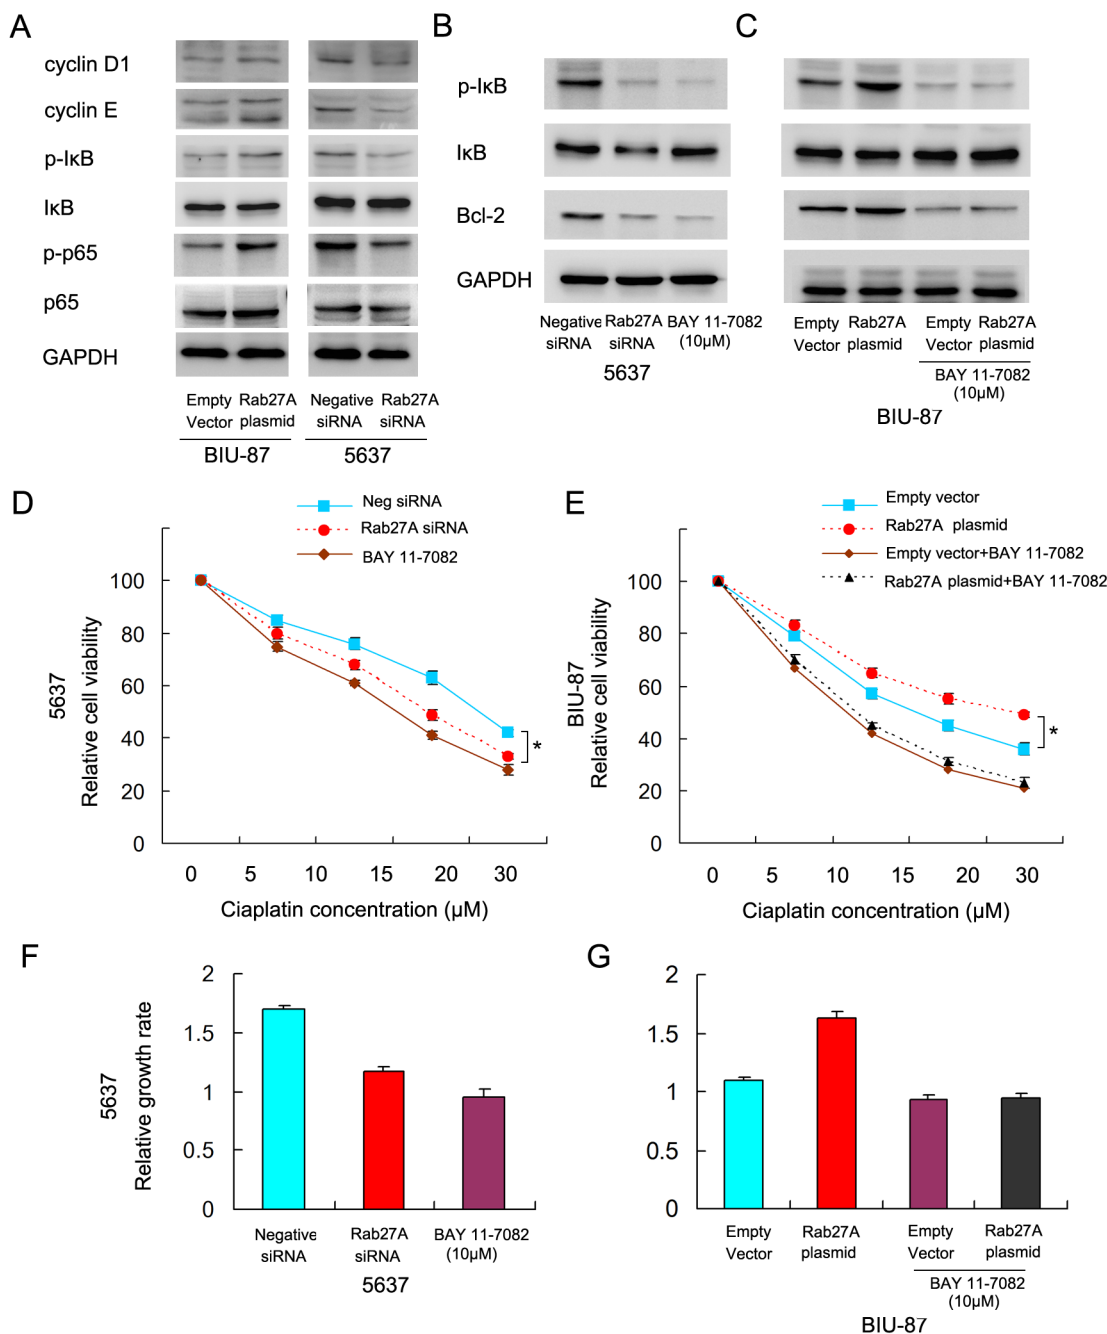 A
cyclin D1
cyclin E
p-IκB
IκB
p-p65
p65
GAPDH
Empty Rab27A
Vector plasmid
BIU-87
Negative Rab27A
siRNA siRNA
5637
B
p-IκB
IκB
Bcl-2
GAPDH
Negative Rab27A BAY 11-7082
siRNA siRNA (10μM)
5637
C
Empty Rab27A Empty Rab27A
Vector plasmid Vector plasmid
BAY 11-7082
(10μM)
BIU-87
D
Neg siRNA
Rab27A siRNA
BAY 11-7082
5637
Relative cell viability
100
80
60
40
20
0
*
0 5 10 15 20 30
Ciaplatin concentration (μM)
E
Empty vector
Rab27A plasmid
Empty vector+BAY 11-7082
Rab27A plasmid+BAY 11-7082
BIU-87
Relative cell viability
100
80
60
40
20
0
*
0 5 10 15 20 30
Ciaplatin concentration (μM)
F
5637
Relative growth rate
2
1.5
1
0.5
0
Negative Rab27A BAY 11-7082
siRNA siRNA (10μM)
5637
G
2
1.5
1
0.5
0
Empty Rab27A Empty Rab27A
Vector plasmid Vector plasmid
BAY 11-7082
(10μM)
BIU-87